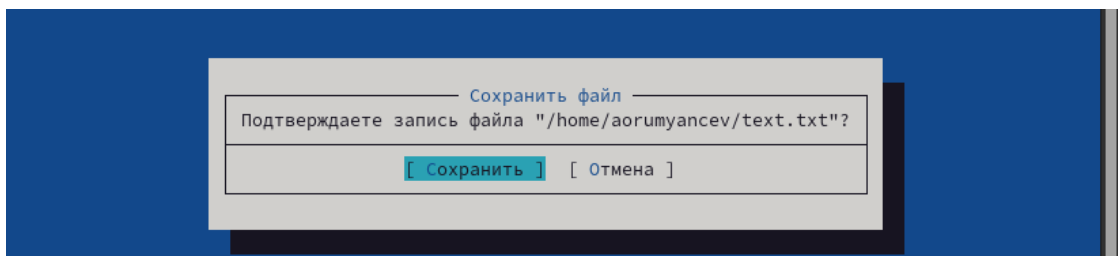 Сохранить файл
Подтверждаете запись файла "/home/aorumyancev/text.txt"?
[ Сохранить ] [ Отмена ]